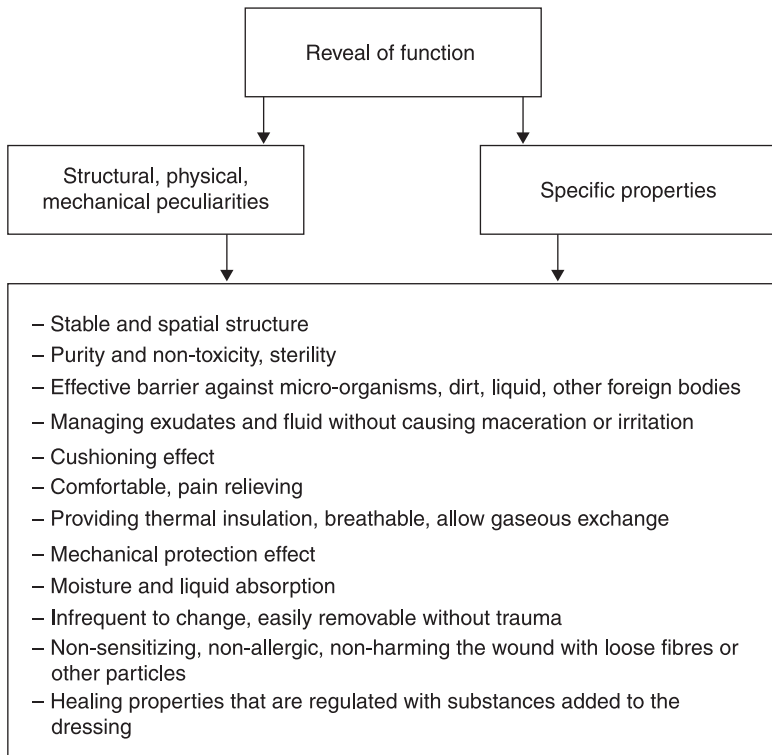 Reveal of function
Structural, physical,
mechanical peculiarities
Specific properties
– Stable and spatial structure
– Purity and non-toxicity, sterility
– Effective barrier against micro-organisms, dirt, liquid, other foreign bodies
– Managing exudates and fluid without causing maceration or irritation
– Cushioning effect
– Comfortable, pain relieving
– Providing thermal insulation, breathable, allow gaseous exchange
– Mechanical protection effect
– Moisture and liquid absorption
– Infrequent to change, easily removable without trauma
– Non-sensitizing, non-allergic, non-harming the wound with loose fibres or
other particles
– Healing properties that are regulated with substances added to the
dressing